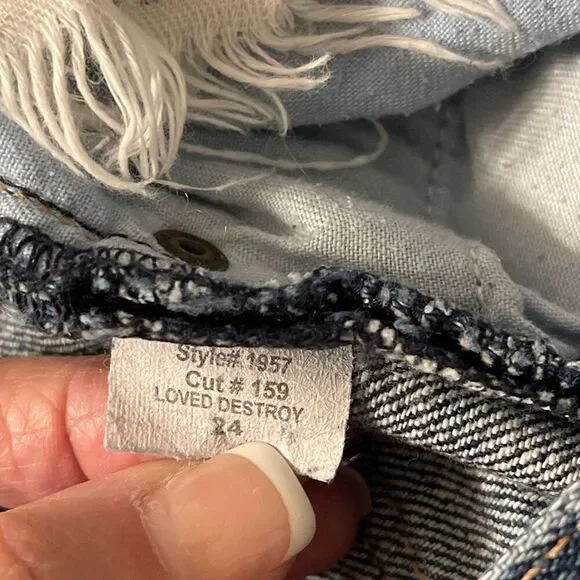 Style# 1957
Cut # 159
LOVED DESTROY
24